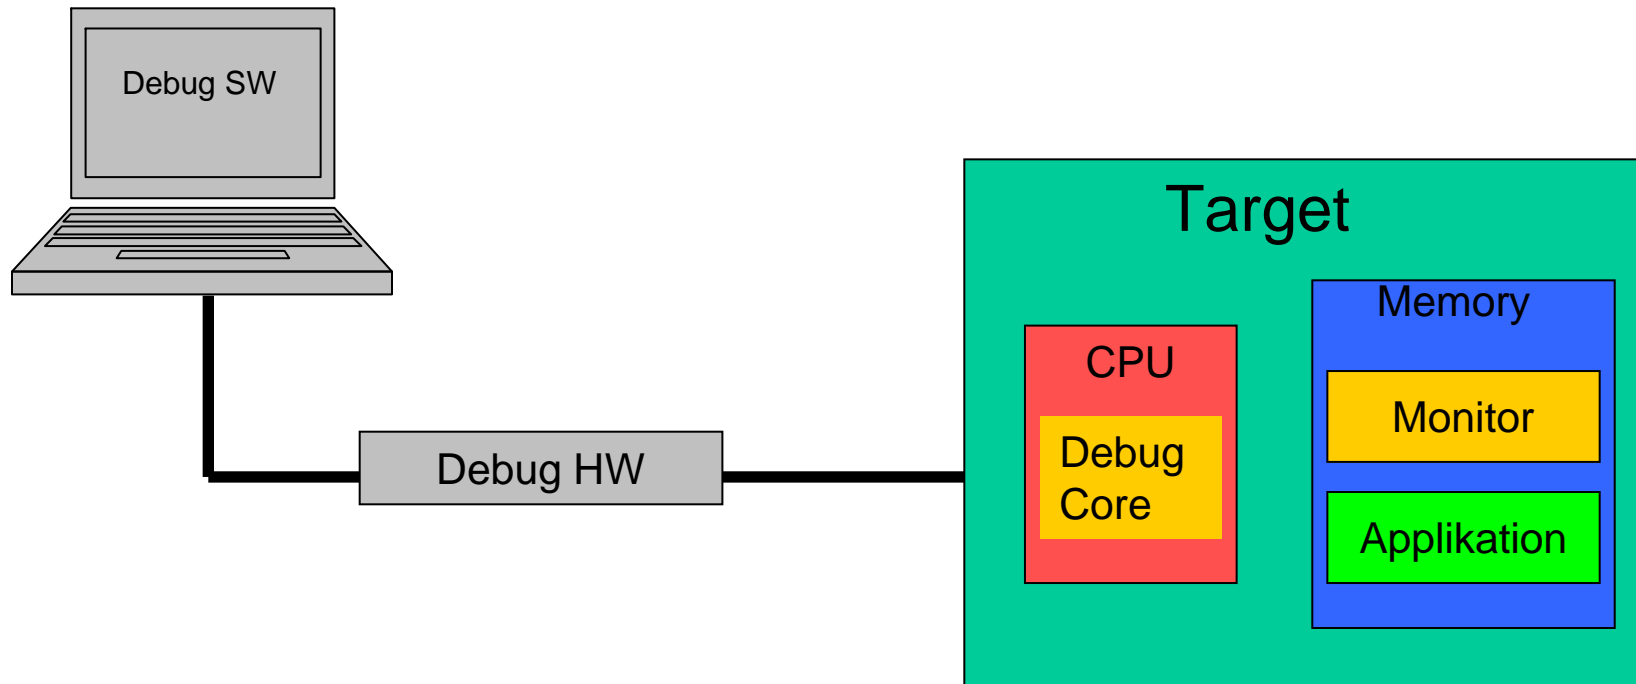 Debug SW
Target
Memory
CPU
Monitor
Debug
Core
Debug HW
Applikation